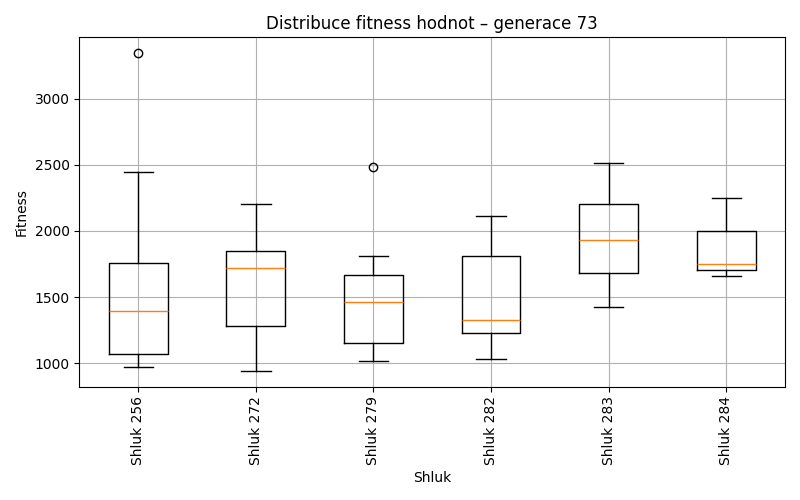 Distribuce fitness hodnot – generace 73
Fitness
3000
2500
2000
1500
1000
Shluk 256
Shluk 272
Shluk 279
Shluk 282
Shluk 283
Shluk 284
Shluk